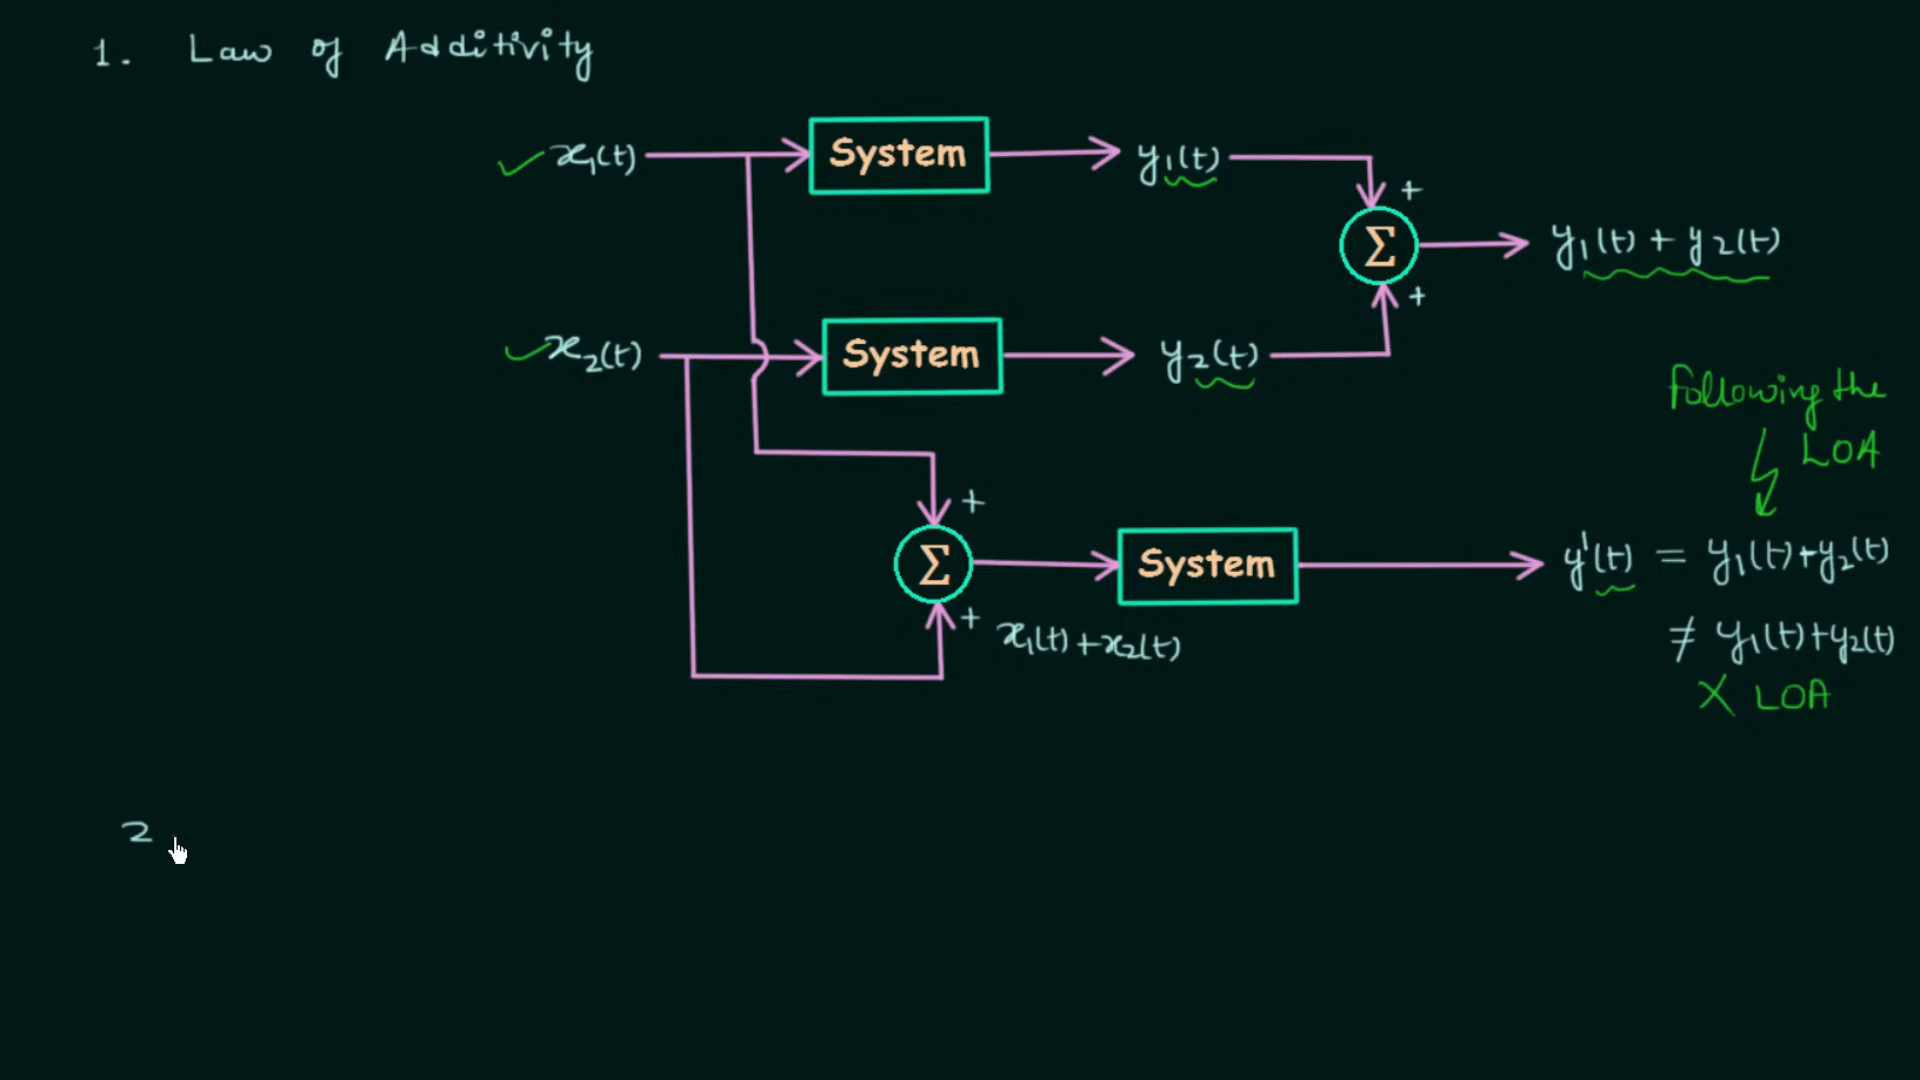 1. Law of Additivity
x₁(t) System y₁(t) +
Σ y₁(t) + y₂(t)
+
x₂(t) System y₂(t)
Following the
LOA
+
Σ System y'(t) = y₁(t)+y₂(t)
+ x₁(t)+x₂(t) ≠ y₁(t)+y₂(t)
X LOA
2